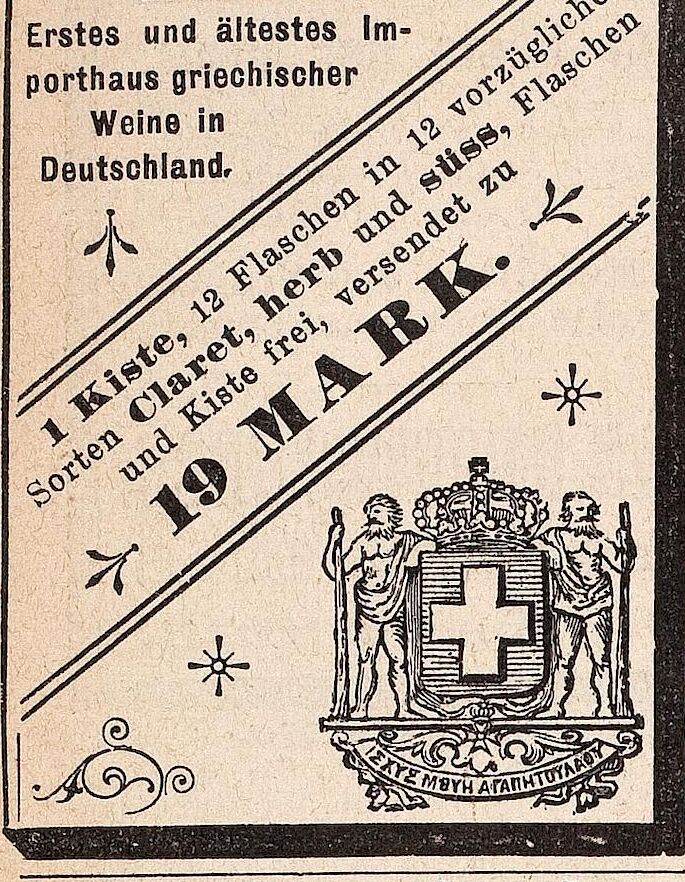 Erstes und ältestes Im-
porthaus griechischer
Weine in
Deutschland.
1 Kiste, 12 Flaschen in 12 vorzügliche
Sorten Claret, herb und süss, Flaschen
und Kiste frei, versendet zu
19 MARK.
ΙΣΧΥΣ ΜΟΥ Η ΑΓΑΠΗ ΤΟΥ ΛΑΟΥ